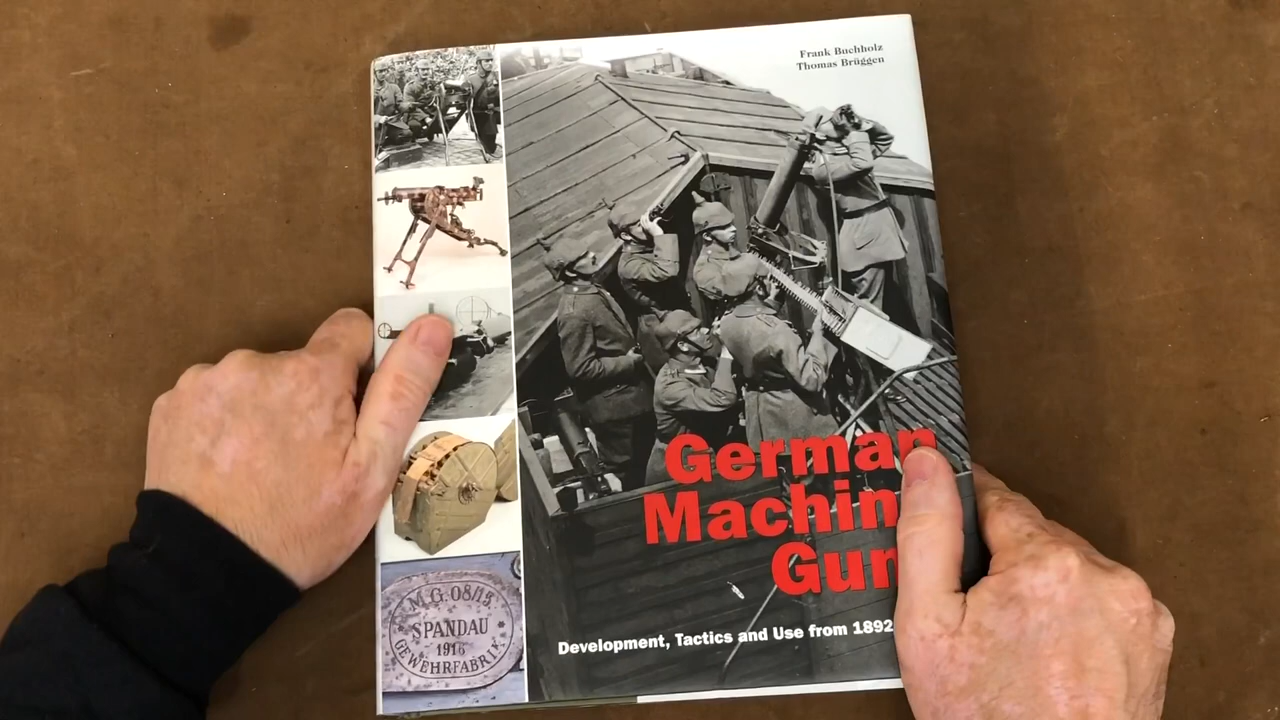 Frank Buchholz
Thomas Brüggen
German
Machin
Gun
Development, Tactics and Use from 1892
M.G. 08/15.
SPANDAU
1916
GEWEHRFABRIK